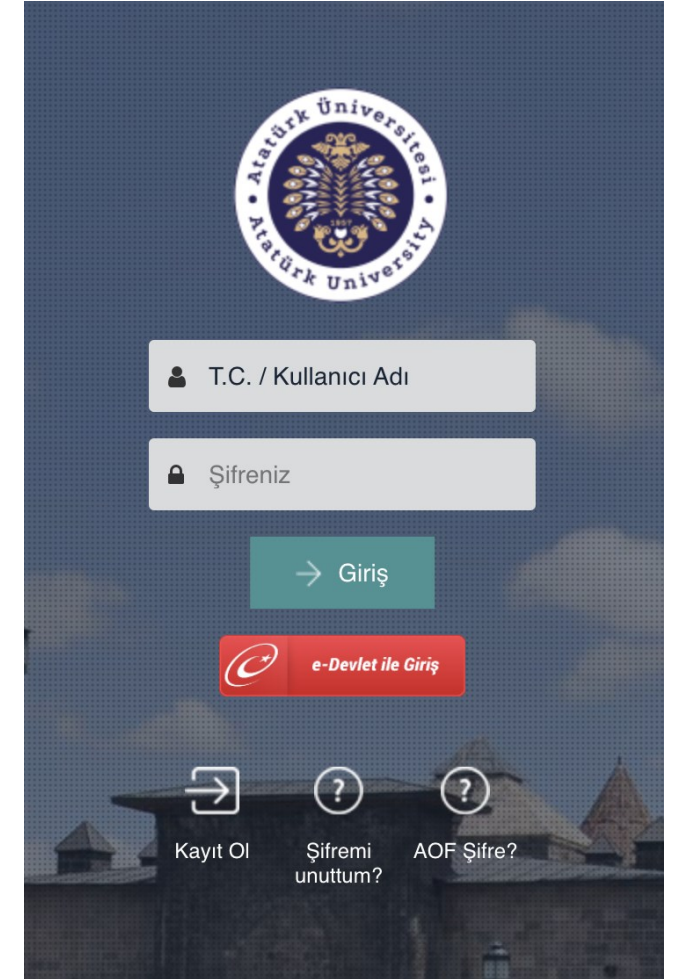 Atatürk Üniversitesi
1957
Atatürk University
T.C. / Kullanıcı Adı
Şifreniz
Giriş
e-Devlet ile Giriş
Kayıt Ol
Şifremi
unuttum?
AOF Şifre?